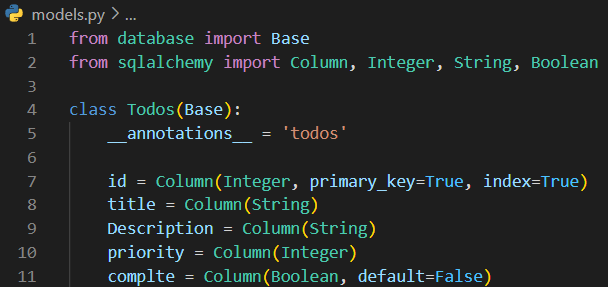 models.py > ...
1 from database import Base
2 from sqlalchemy import Column, Integer, String, Boolean
3
4 class Todos(Base):
5     __annotations__ = 'todos'
6
7     id = Column(Integer, primary_key=True, index=True)
8     title = Column(String)
9     Description = Column(String)
10     priority = Column(Integer)
11     complte = Column(Boolean, default=False)